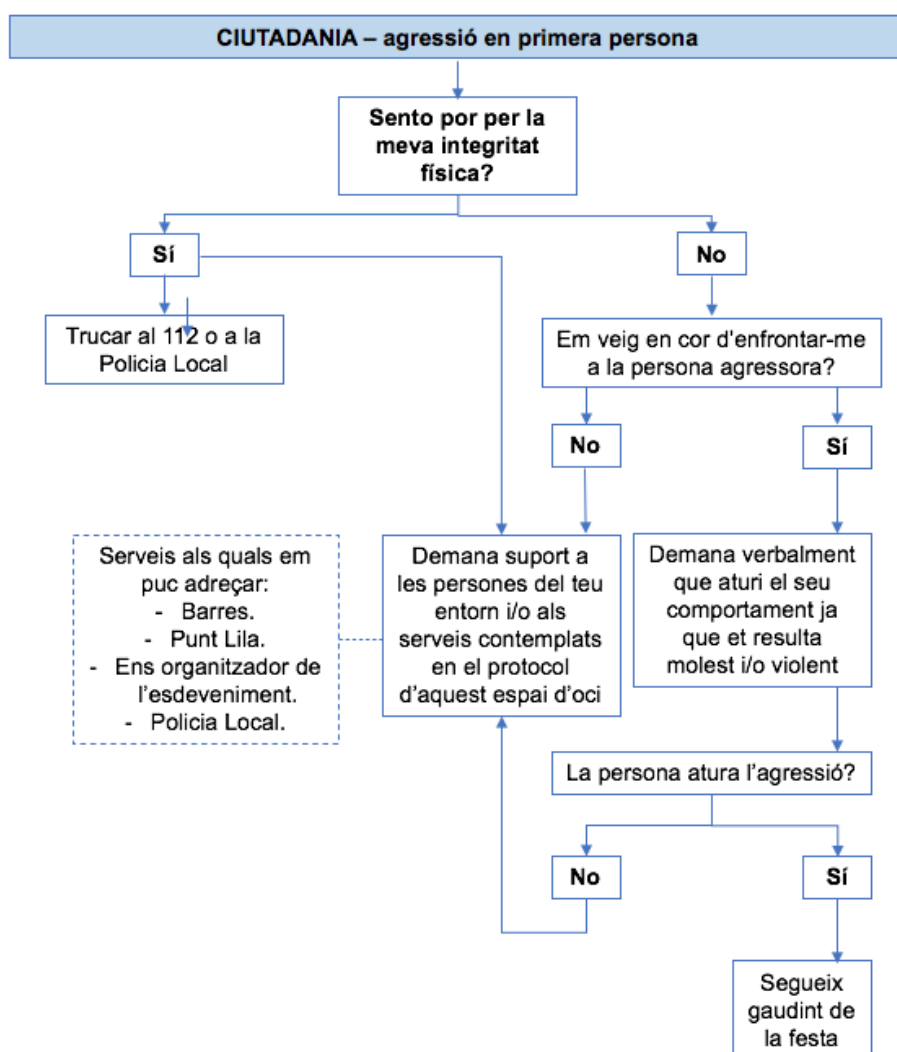 CIUTADANIA – agressió en primera persona
Sento por per la
meva integritat
física?
Sí
No
Trucar al 112 o a la
Policia Local
Em veig en cor d'enfrontar-me
a la persona agressora?
No
Sí
Serveis als quals em
puc adreçar:
- Barres.
- Punt Lila.
- Ens organitzador de
l’esdeveniment.
- Policia Local.
Demana suport a
les persones del teu
entorn i/o als
serveis contemplats
en el protocol
d’aquest espai d’oci
Demana verbalment
que aturi el seu
comportament ja
que et resulta
molest i/o violent
La persona atura l’agressió?
No
Sí
Segueix
gaudint de
la festa